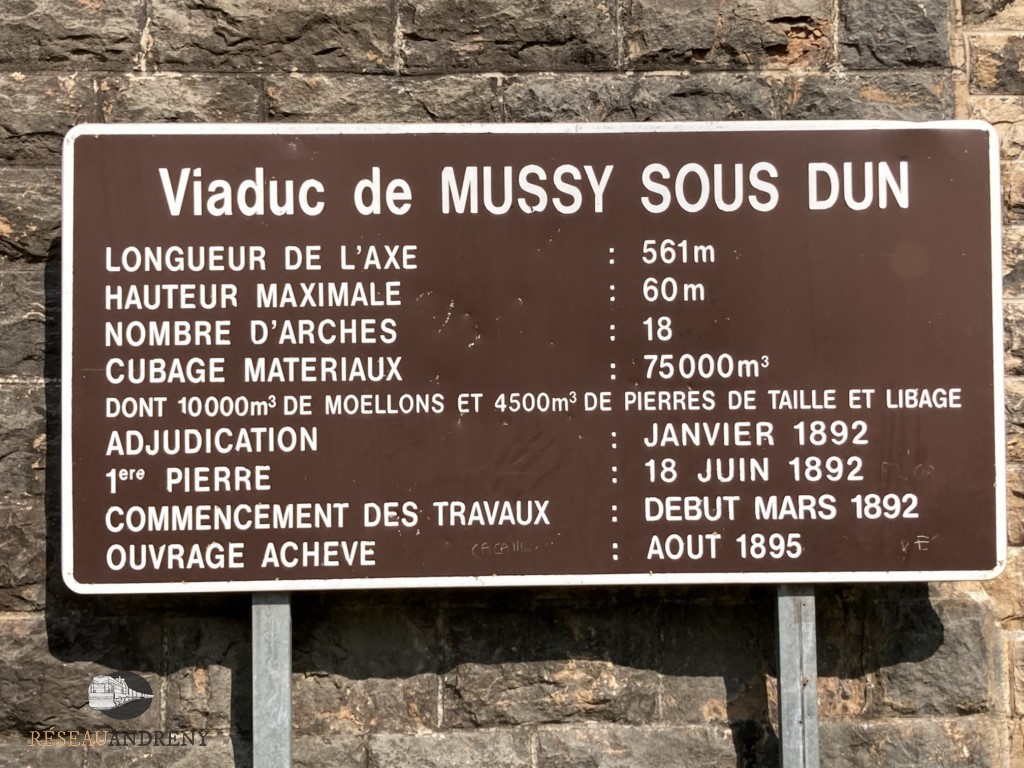 Viaduc de MUSSY SOUS DUN
LONGUEUR DE L'AXE : 561m
HAUTEUR MAXIMALE : 60m
NOMBRE D'ARCHES : 18
CUBAGE MATERIAUX : 75000m³
DONT 10000m³ DE MOELLONS ET 4500m³ DE PIERRES DE TAILLE ET LIBAGE
ADJUDICATION : JANVIER 1892
1ere PIERRE : 18 JUIN 1892
COMMENCEMENT DES TRAVAUX : DEBUT MARS 1892
OUVRAGE ACHEVE : AOUT 1895
RÉSEAUANDRENY